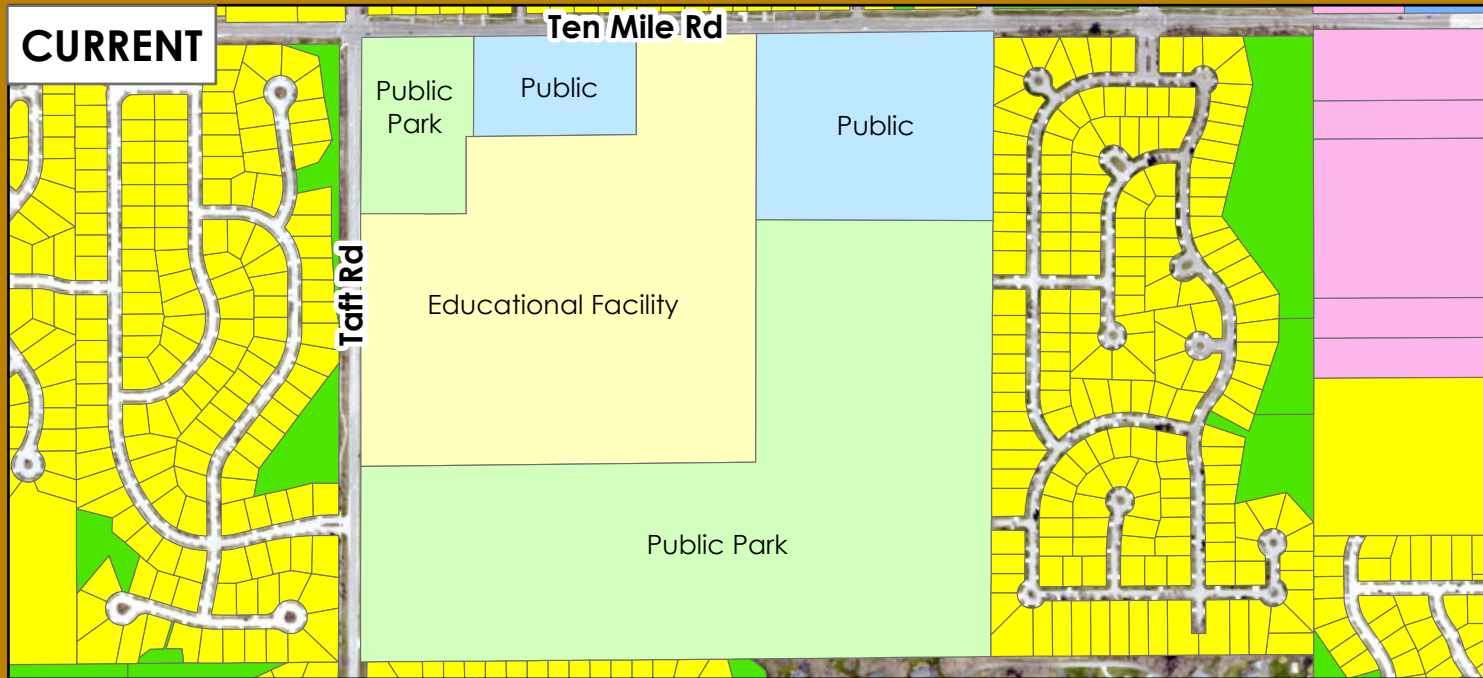 CURRENT
Ten Mile Rd
Public
Park
Public
Public
Taft Rd
Educational Facility
Public Park